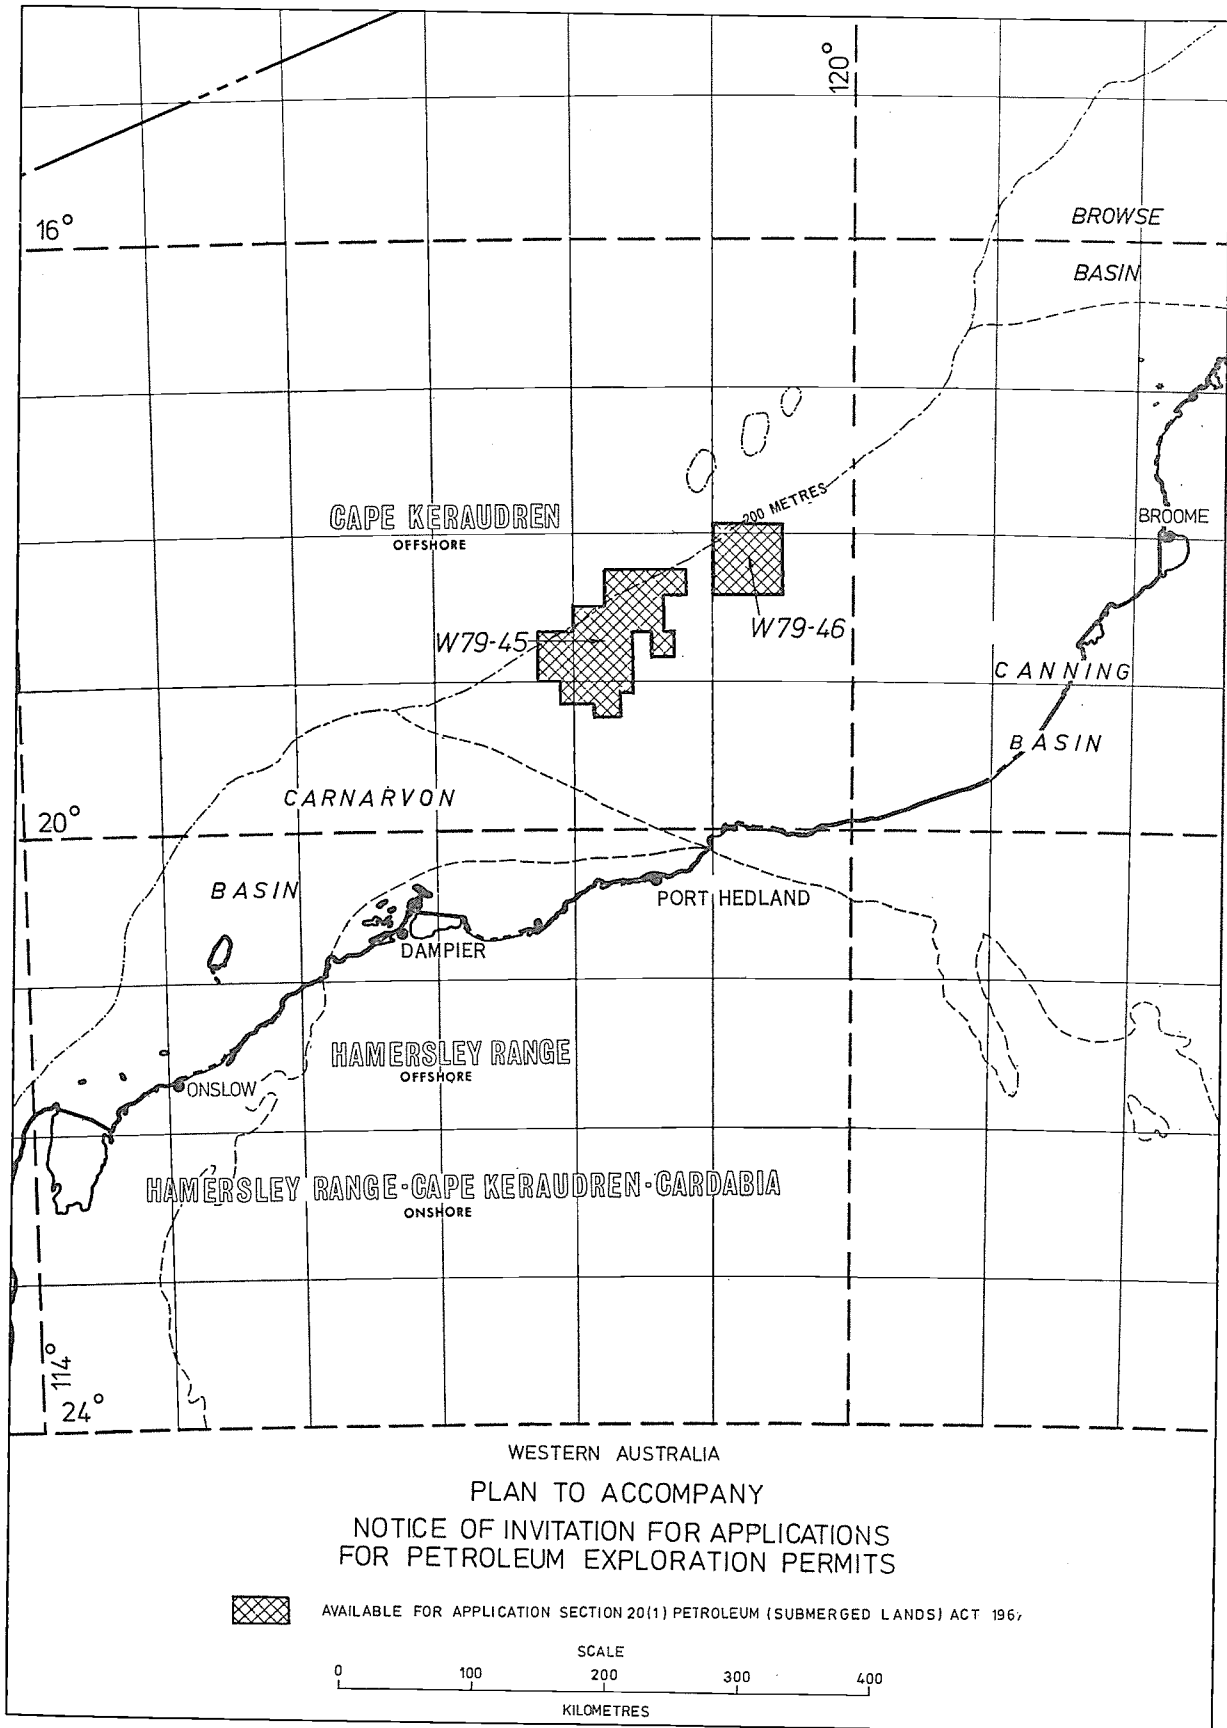 120°
16°
BROWSE
BASIN
200 METRES
CAPE KERAUDREN
OFFSHORE
BROOME
W79-45
W79-46
CANNING
BASIN
CARNARVON
20°
BASIN
PORT HEDLAND
DAMPIER
HAMERSLEY RANGE
OFFSHORE
ONSLOW
HAMERSLEY RANGE-CAPE KERAUDREN-CARDABIA
ONSHORE
114°
24°
WESTERN AUSTRALIA
PLAN TO ACCOMPANY
NOTICE OF INVITATION FOR APPLICATIONS
FOR PETROLEUM EXPLORATION PERMITS
AVAILABLE FOR APPLICATION SECTION 20(1) PETROLEUM (SUBMERGED LANDS) ACT
SCALE
0 100 200 300 400
KILOMETRES